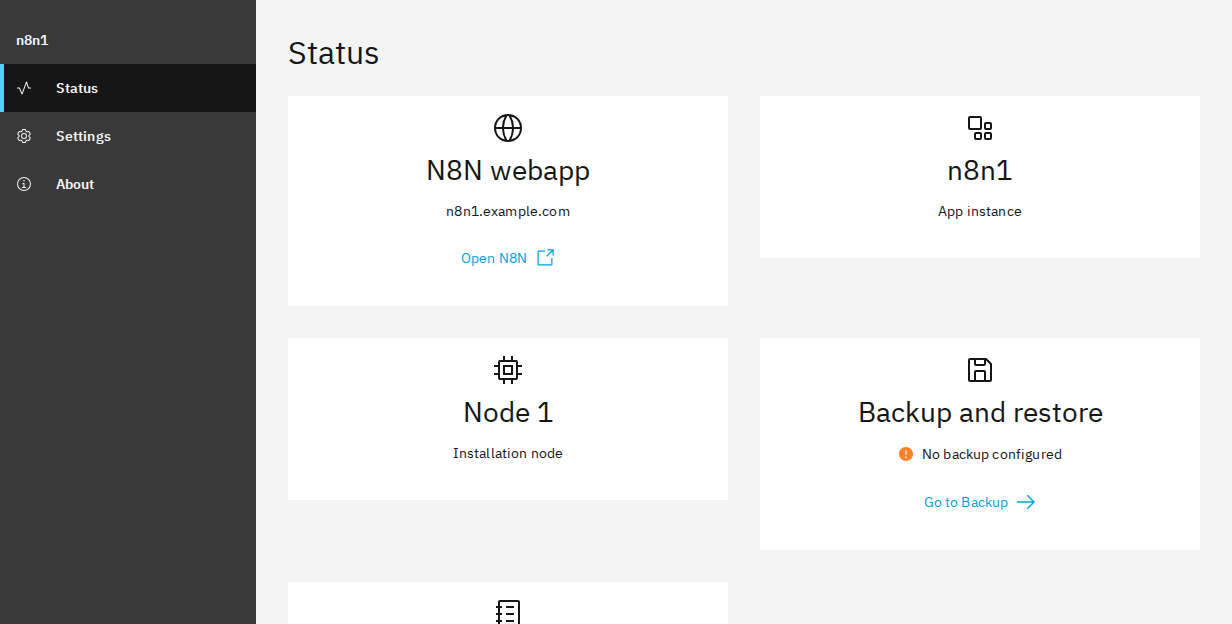 n8n1
Status
Settings
About
Status
N8N webapp
n8n1.example.com
Open N8N
n8n1
App instance
Node 1
Installation node
Backup and restore
No backup configured
Go to Backup